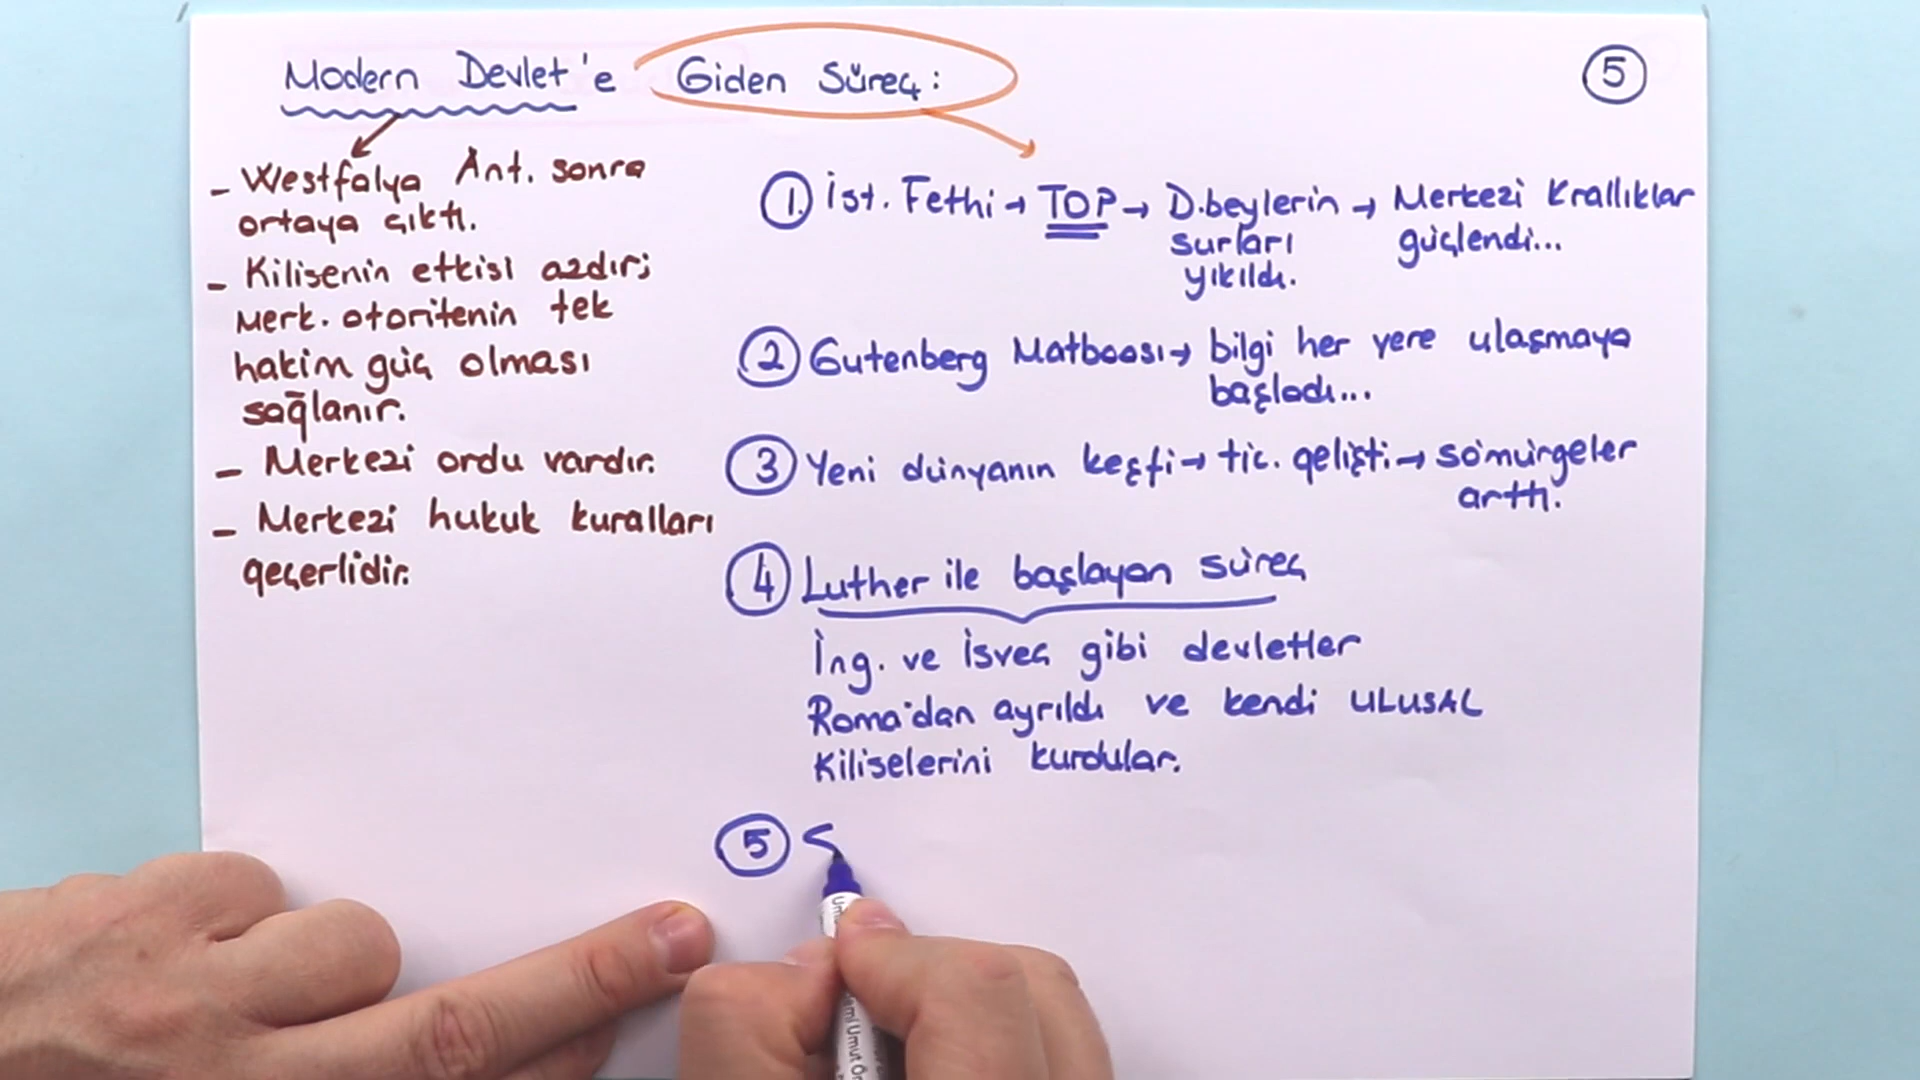 Modern Devlet'e Giden Süreç:
5
- Westfalya Ant. sonra
ortaya çıktı.
- Kilisenin etkisi azdır;
Merk. otoritenin tek
hakim güç olması
sağlanır.
- Merkezi ordu vardır.
- Merkezi hukuk kuralları
geçerlidir.
1. İst. Fethi → TOP → D.beylerin → Merkezi Krallıklar
surları güçlendi...
yıkıldı.
2 Gutenberg Matbaası → bilgi her yere ulaşmaya
başladı...
3 Yeni dünyanın keşfi → tic. gelişti → sömürgeler
arttı.
4 Luther ile başlayan süreç
İng. ve İsveç gibi devletler
Roma'dan ayrıldı ve kendi ULUSAL
Kiliselerini kurdular.
5